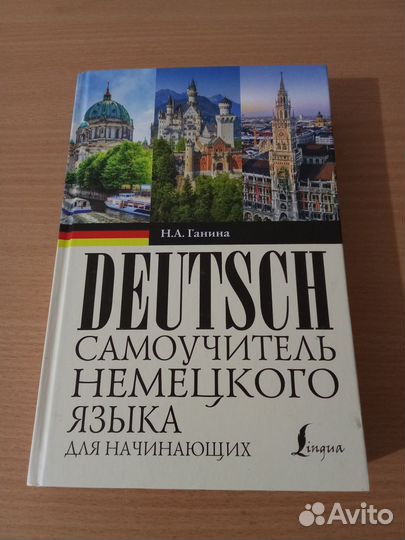 Н.А. Ганина
DEUTSCH
САМОУЧИТЕЛЬ
НЕМЕЦКОГО
ЯЗЫКА
ДЛЯ НАЧИНАЮЩИХ
Lingua
Avito